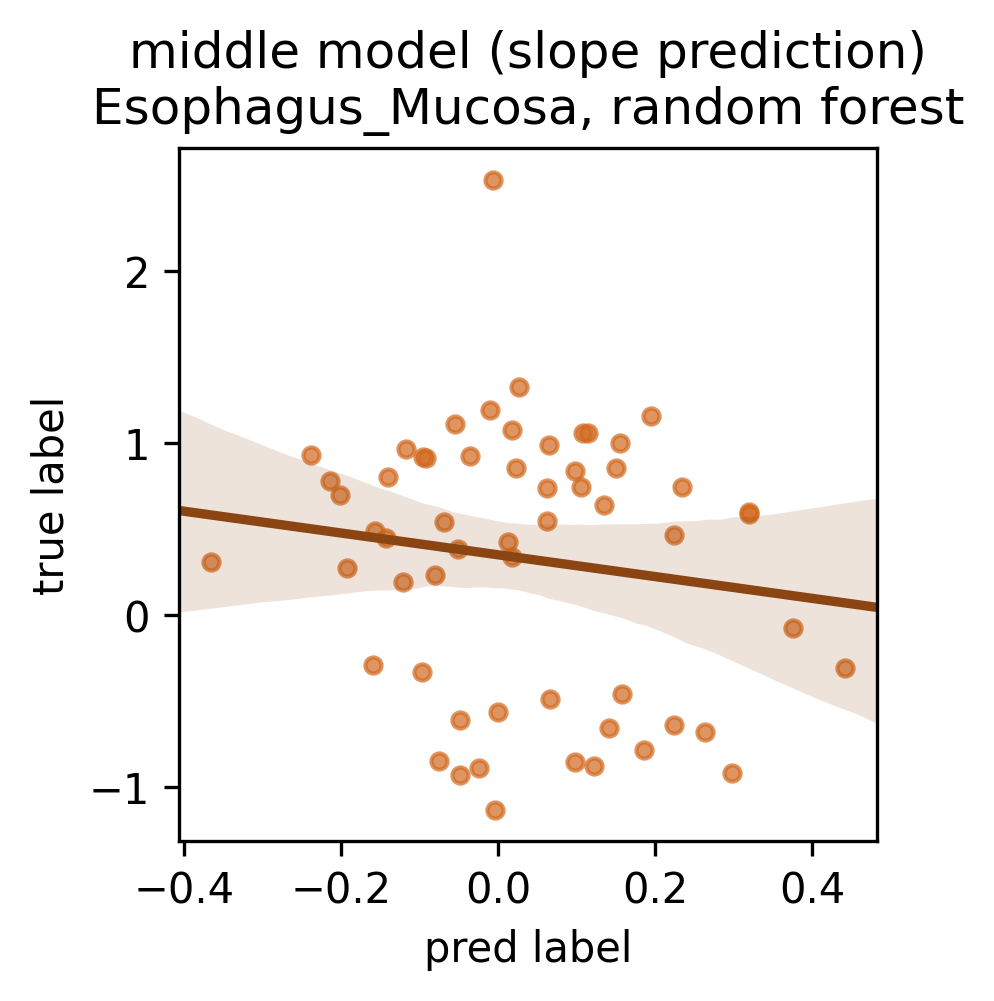 middle model (slope prediction)
Esophagus_Mucosa, random forest
2
1
0
−1
true label
−0.4 −0.2 0.0 0.2 0.4
pred label